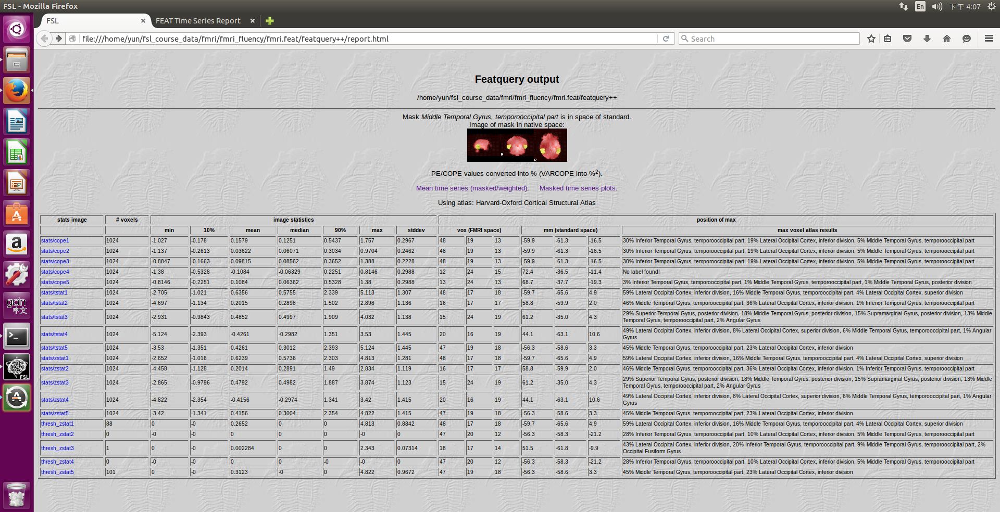 FSL - Mozilla Firefox
En
下午 4:07
FSL
FEAT Time Series Report
file:///home/yun/fsl_course_data/fmri/fmri_fluency/fmri.feat/featquery++/report.html
Search
Featquery output
/home/yun/fsl_course_data/fmri/fmri_fluency/fmri.feat/featquery++
Mask Middle Temporal Gyrus, temporooccipital part is in space of standard.
Image of mask in native space:
R
R
PE/COPE values converted into % (VARCOPE into %2).
Mean time series (masked/weighted). Masked time series plots.
Using atlas: Harvard-Oxford Cortical Structural Atlas
stats image # voxels image statistics position of max
min 10% mean median 90% max stddev vox (FMRI space) mm (standard space) max voxel atlas results
stats/cope1 1024 -1.027 -0.178 0.1579 0.1251 0.5437 1.757 0.2967 48 19 13 -59.9 -61.3 -16.5 30% Inferior Temporal Gyrus, temporooccipital part, 19% Lateral Occipital Cortex, inferior division, 5% Middle Temporal Gyrus, temporooccipital part
stats/cope2 1024 -1.137 -0.2613 0.03622 0.06071 0.3034 0.9704 0.2462 48 19 13 -59.9 -61.3 -16.5 30% Inferior Temporal Gyrus, temporooccipital part, 19% Lateral Occipital Cortex, inferior division, 5% Middle Temporal Gyrus, temporooccipital part
stats/cope3 1024 -0.8847 -0.1663 0.09815 0.08562 0.3652 1.388 0.2228 48 19 13 -59.9 -61.3 -16.5 30% Inferior Temporal Gyrus, temporooccipital part, 19% Lateral Occipital Cortex, inferior division, 5% Middle Temporal Gyrus, temporooccipital part
stats/cope4 1024 -1.38 -0.5328 -0.1084 -0.06329 0.2251 0.8146 0.2988 12 24 15 72.4 -36.5 -11.4 No label found!
stats/cope5 1024 -0.8146 -0.2251 0.1084 0.06362 0.5328 1.38 0.2988 13 24 13 68.7 -37.7 -19.3 3% Inferior Temporal Gyrus, temporooccipital part, 1% Middle Temporal Gyrus, temporooccipital part, 1% Middle Temporal Gyrus, posterior division
stats/tstat1 1024 -2.705 -1.021 0.6356 0.5755 2.339 5.113 1.307 48 17 18 -59.7 -65.6 4.9 59% Lateral Occipital Cortex, inferior division, 16% Middle Temporal Gyrus, temporooccipital part, 4% Lateral Occipital Cortex, superior division
stats/tstat2 1024 -4.697 -1.134 0.2015 0.2898 1.502 2.898 1.136 16 17 17 58.8 -59.9 2.0 46% Middle Temporal Gyrus, temporooccipital part, 36% Lateral Occipital Cortex, inferior division, 1% Inferior Temporal Gyrus, temporooccipital part
stats/tstat3 1024 -2.931 -0.9843 0.4852 0.4997 1.909 4.032 1.138 15 24 19 61.2 -35.0 4.3 29% Superior Temporal Gyrus, posterior division, 18% Middle Temporal Gyrus, posterior division, 15% Supramarginal Gyrus, posterior division, 13% Middle
Temporal Gyrus, temporooccipital part, 2% Angular Gyrus
stats/tstat4 1024 -5.124 -2.393 -0.4261 -0.2982 1.351 3.53 1.445 20 16 19 44.1 -63.1 10.6 49% Lateral Occipital Cortex, inferior division, 8% Lateral Occipital Cortex, superior division, 6% Middle Temporal Gyrus, temporooccipital part, 1% Angular
Gyrus
stats/tstat5 1024 -3.53 -1.351 0.4261 0.3012 2.393 5.124 1.445 47 19 18 -56.3 -58.6 3.3 45% Middle Temporal Gyrus, temporooccipital part, 23% Lateral Occipital Cortex, inferior division
stats/zstat1 1024 -2.652 -1.016 0.6239 0.5736 2.303 4.813 1.281 48 17 18 -59.7 -65.6 4.9 59% Lateral Occipital Cortex, inferior division, 16% Middle Temporal Gyrus, temporooccipital part, 4% Lateral Occipital Cortex, superior division
stats/zstat2 1024 -4.458 -1.128 0.2014 0.2891 1.49 2.834 1.119 16 17 17 58.8 -59.9 2.0 46% Middle Temporal Gyrus, temporooccipital part, 36% Lateral Occipital Cortex, inferior division, 1% Inferior Temporal Gyrus, temporooccipital part
stats/zstat3 1024 -2.865 -0.9796 0.4792 0.4982 1.887 3.874 1.123 15 24 19 61.2 -35.0 4.3 29% Superior Temporal Gyrus, posterior division, 18% Middle Temporal Gyrus, posterior division, 15% Supramarginal Gyrus, posterior division, 13% Middle
Temporal Gyrus, temporooccipital part, 2% Angular Gyrus
stats/zstat4 1024 -4.822 -2.354 -0.4156 -0.2974 1.341 3.42 1.415 20 16 19 44.1 -63.1 10.6 49% Lateral Occipital Cortex, inferior division, 8% Lateral Occipital Cortex, superior division, 6% Middle Temporal Gyrus, temporooccipital part, 1% Angular
Gyrus
stats/zstat5 1024 -3.42 -1.341 0.4156 0.3004 2.354 4.822 1.415 47 19 18 -56.3 -58.6 3.3 45% Middle Temporal Gyrus, temporooccipital part, 23% Lateral Occipital Cortex, inferior division
thresh_zstat1 88 0 -0 0.2652 0 0 4.813 0.8842 48 17 18 -59.7 -65.6 4.9 59% Lateral Occipital Cortex, inferior division, 16% Middle Temporal Gyrus, temporooccipital part, 4% Lateral Occipital Cortex, superior division
thresh_zstat2 0 -0 -0 0 0 0 -0 0 47 20 12 -56.3 -58.3 -21.2 28% Inferior Temporal Gyrus, temporooccipital part, 10% Lateral Occipital Cortex, inferior division, 5% Middle Temporal Gyrus, temporooccipital part
thresh_zstat3 1 0 -0 0.002284 0 0 2.343 0.07314 18 17 14 51.5 -61.8 -9.9 43% Lateral Occipital Cortex, inferior division, 20% Inferior Temporal Gyrus, temporooccipital part, 9% Middle Temporal Gyrus, temporooccipital part, 2%
Occipital Fusiform Gyrus
thresh_zstat4 0 -0 -0 0 0 -0 -0 0 47 20 12 -56.3 -58.3 -21.2 28% Inferior Temporal Gyrus, temporooccipital part, 10% Lateral Occipital Cortex, inferior division, 5% Middle Temporal Gyrus, temporooccipital part
thresh_zstat5 101 0 -0 0.3123 -0 0 4.822 0.9672 47 19 18 -56.3 -58.6 3.3 45% Middle Temporal Gyrus, temporooccipital part, 23% Lateral Occipital Cortex, inferior division
a
gcin
中文
FSL